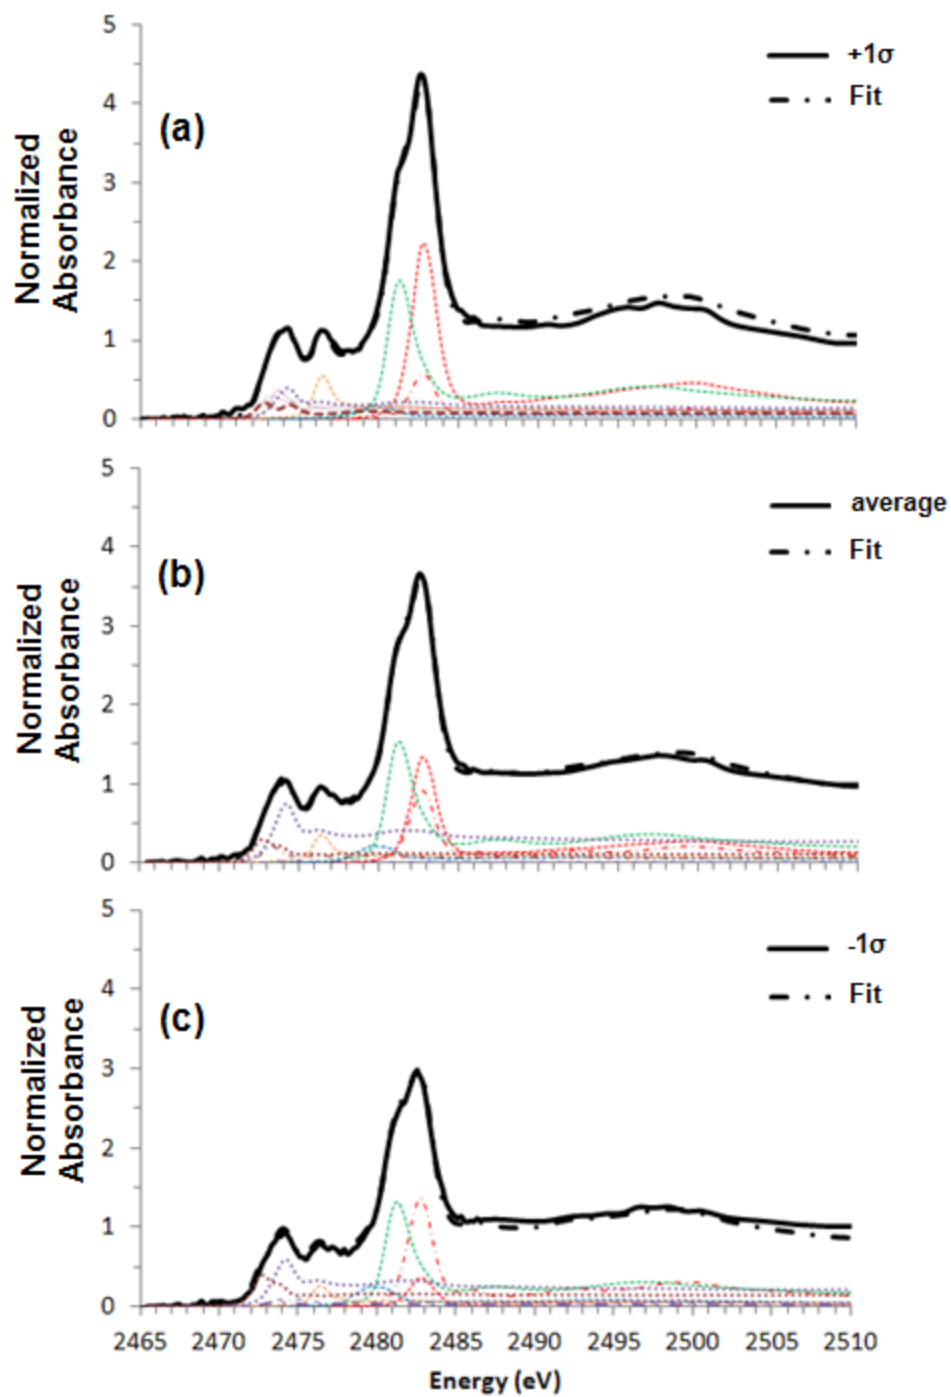 5
4
3
2
1
0
Normalized
Absorbance
(a)
+1σ
Fit
5
4
3
2
1
0
Normalized
Absorbance
(b)
average
Fit
5
4
3
2
1
0
Normalized
Absorbance
(c)
-1σ
Fit
2465 2470 2475 2480 2485 2490 2495 2500 2505 2510
Energy (eV)